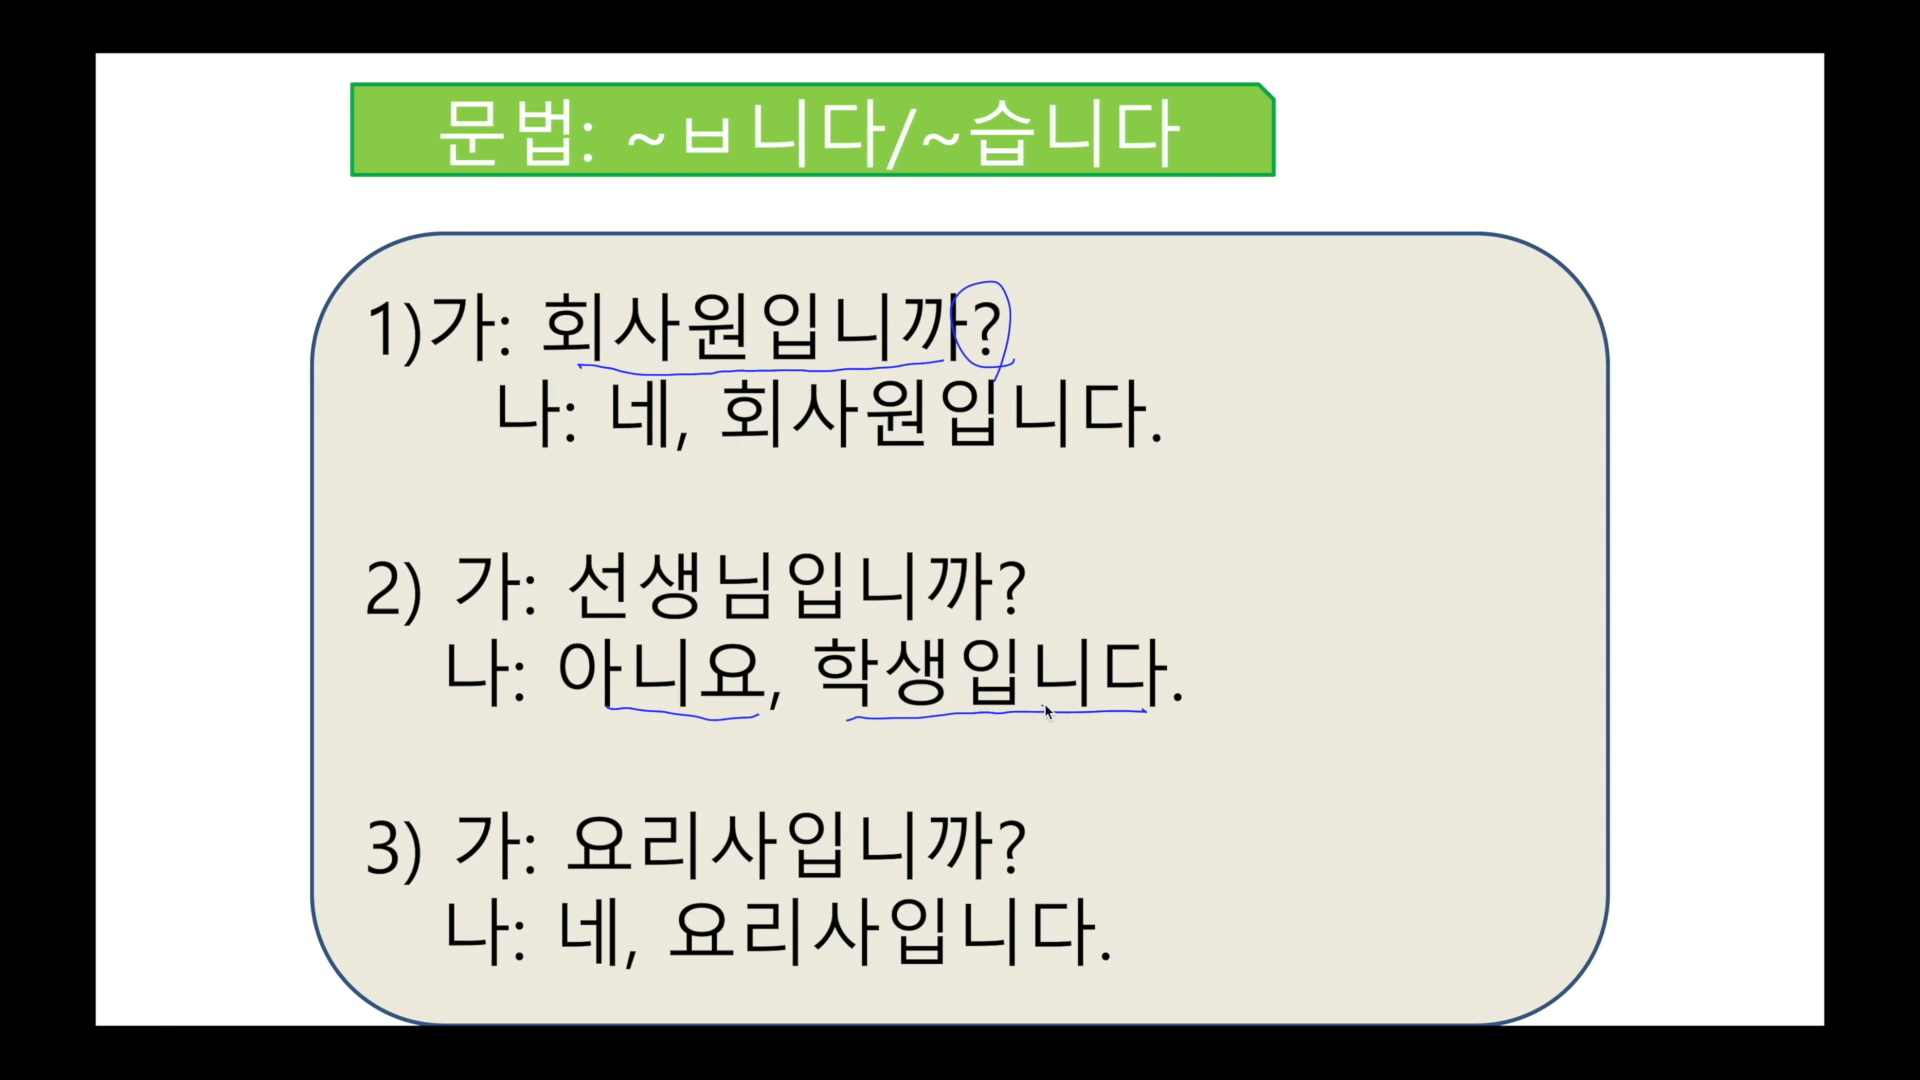 문법: ~ㅂ니다/~습니다
1)가: 회사원입니까?
나: 네, 회사원입니다.
2) 가: 선생님입니까?
나: 아니요, 학생입니다.
3) 가: 요리사입니까?
나: 네, 요리사입니다.